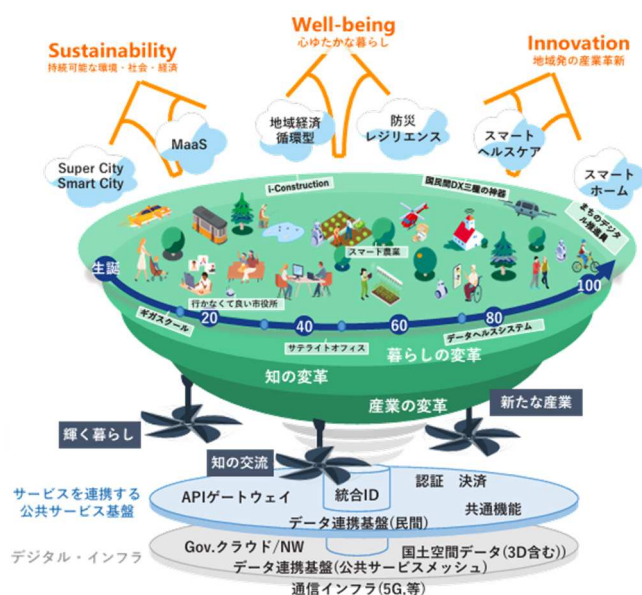 Well-being
心ゆたかな暮らし
Sustainability
持続可能な環境・社会・経済
Innovation
地域発の産業革新
Super City
Smart City
MaaS
地域経済
循環型
防災
レジリエンス
スマート
ヘルスケア
スマート
ホーム
i-Construction
国民間DX三種の神器
まちのデジ
タル推進員
スマート農業
行かなくて良い市役所
生誕
20
40
60
80
100
ギガスクール
サテライトオフィス
データヘルスシステム
暮らしの変革
知の変革
産業の変革
新たな産業
輝く暮らし
知の交流
サービスを連携する
公共サービス基盤
APIゲートウェイ
統合ID
認証 決済
共通機能
データ連携基盤(民間)
デジタル・インフラ
Gov.クラウド/NW
国土空間データ(3D含む))
データ連携基盤(公共サービスメッシュ)
通信インフラ(5G,等)